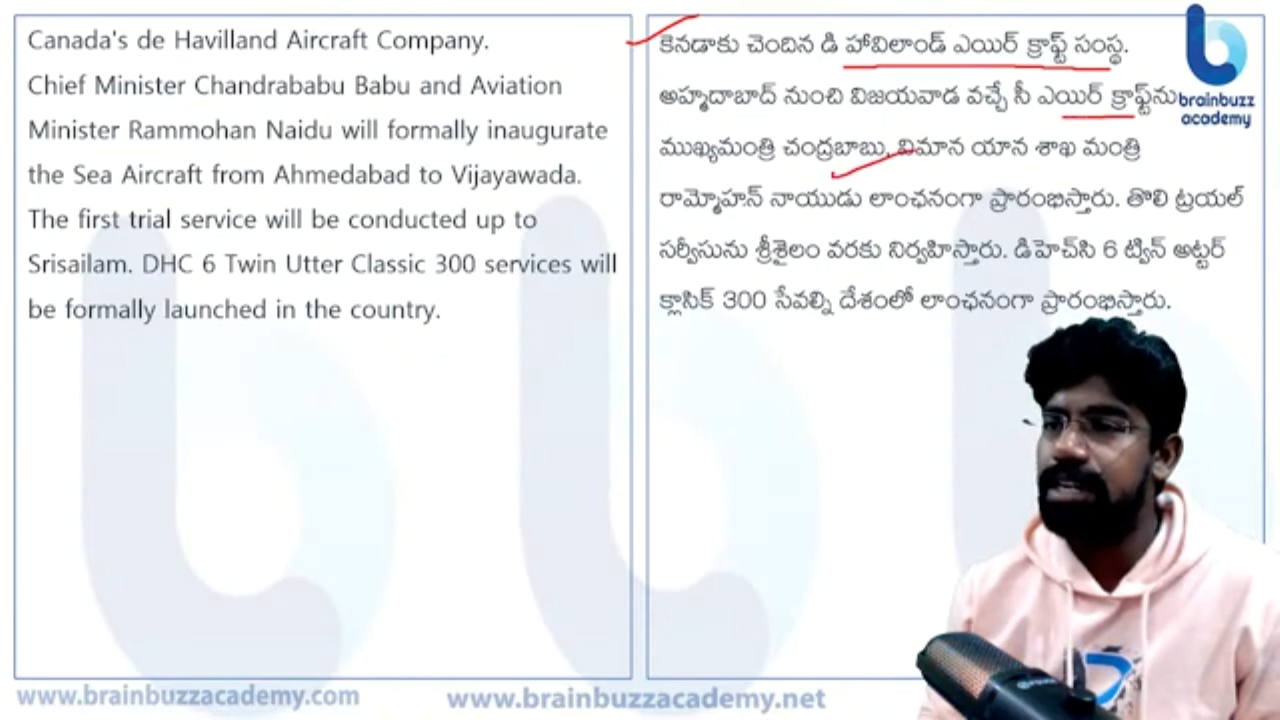 Canada's de Havilland Aircraft Company.
Chief Minister Chandrababu Babu and Aviation
Minister Rammohan Naidu will formally inaugurate
the Sea Aircraft from Ahmedabad to Vijayawada.
The first trial service will be conducted up to
Srisailam. DHC 6 Twin Utter Classic 300 services will
be formally launched in the country.
కెనడాకు చెందిన డి హావిలాండ్ ఎయిర్ క్రాఫ్ట్ సంస్థ.
అహ్మదాబాద్ నుంచి విజయవాడ వచ్చే సీ ఎయిర్ క్రాఫ్ట్‌ను
ముఖ్యమంత్రి చంద్రబాబు, విమాన యాన శాఖ మంత్రి
రామ్మోహన్ నాయుడు లాంఛనంగా ప్రారంభిస్తారు. తొలి ట్రయల్
సర్వీసును శ్రీశైలం వరకు నిర్వహిస్తారు. డిహెచ్‌సి 6 ట్విన్ అట్టర్
క్లాసిక్ 300 సేవల్ని దేశంలో లాంఛనంగా ప్రారంభిస్తారు.
brainbuzz
academy
www.brainbuzzacademy.com
www.brainbuzzacademy.net